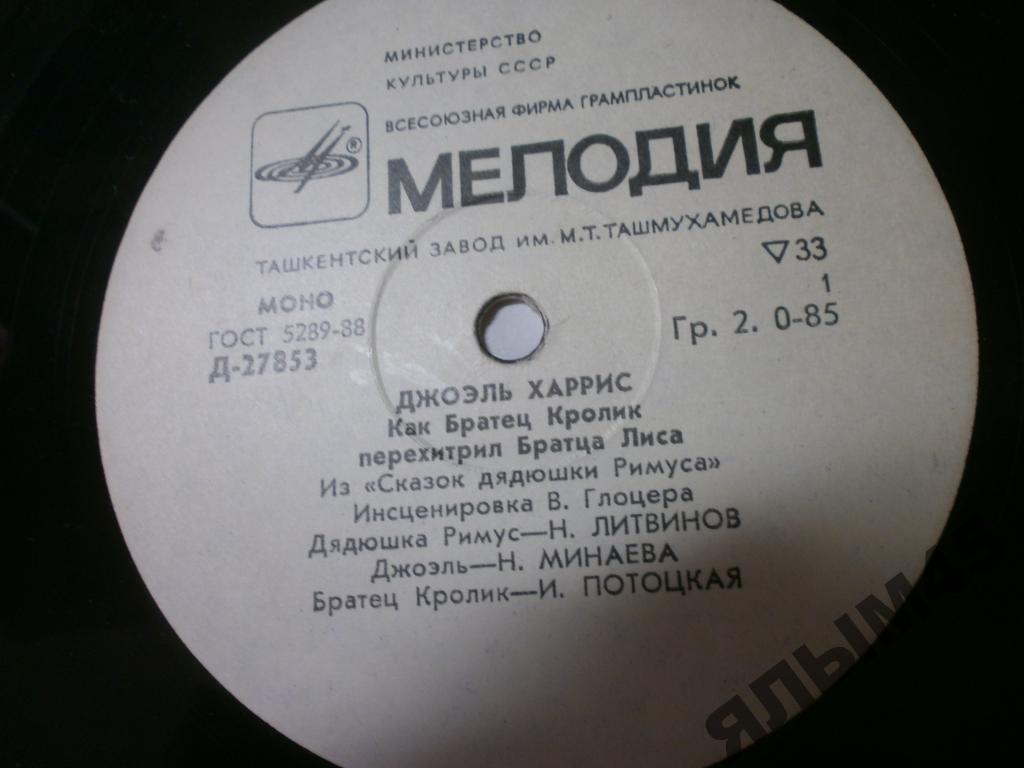 МИНИСТЕРСТВО
КУЛЬТУРЫ СССР
ВСЕСОЮЗНАЯ ФИРМА ГРАМПЛАСТИНОК
®
МЕЛОДИЯ
ТАШКЕНТСКИЙ ЗАВОД ИМ. М.Т. ТАШМУХАМЕДОВА
МОНО
▽33
ГОСТ 5289-88
1
Д-27853
Гр. 2. 0-85
ДЖОЭЛЬ ХАРРИС
Как Братец Кролик
перехитрил Братца Лиса
Из «Сказок дядюшки Римуса»
Инсценировка В. Глоцера
Дядюшка Римус—Н. ЛИТВИНОВ
Джоэль—Н. МИНАЕВА
Братец Кролик—И. ПОТОЦКАЯ
ЯЛЫМ45